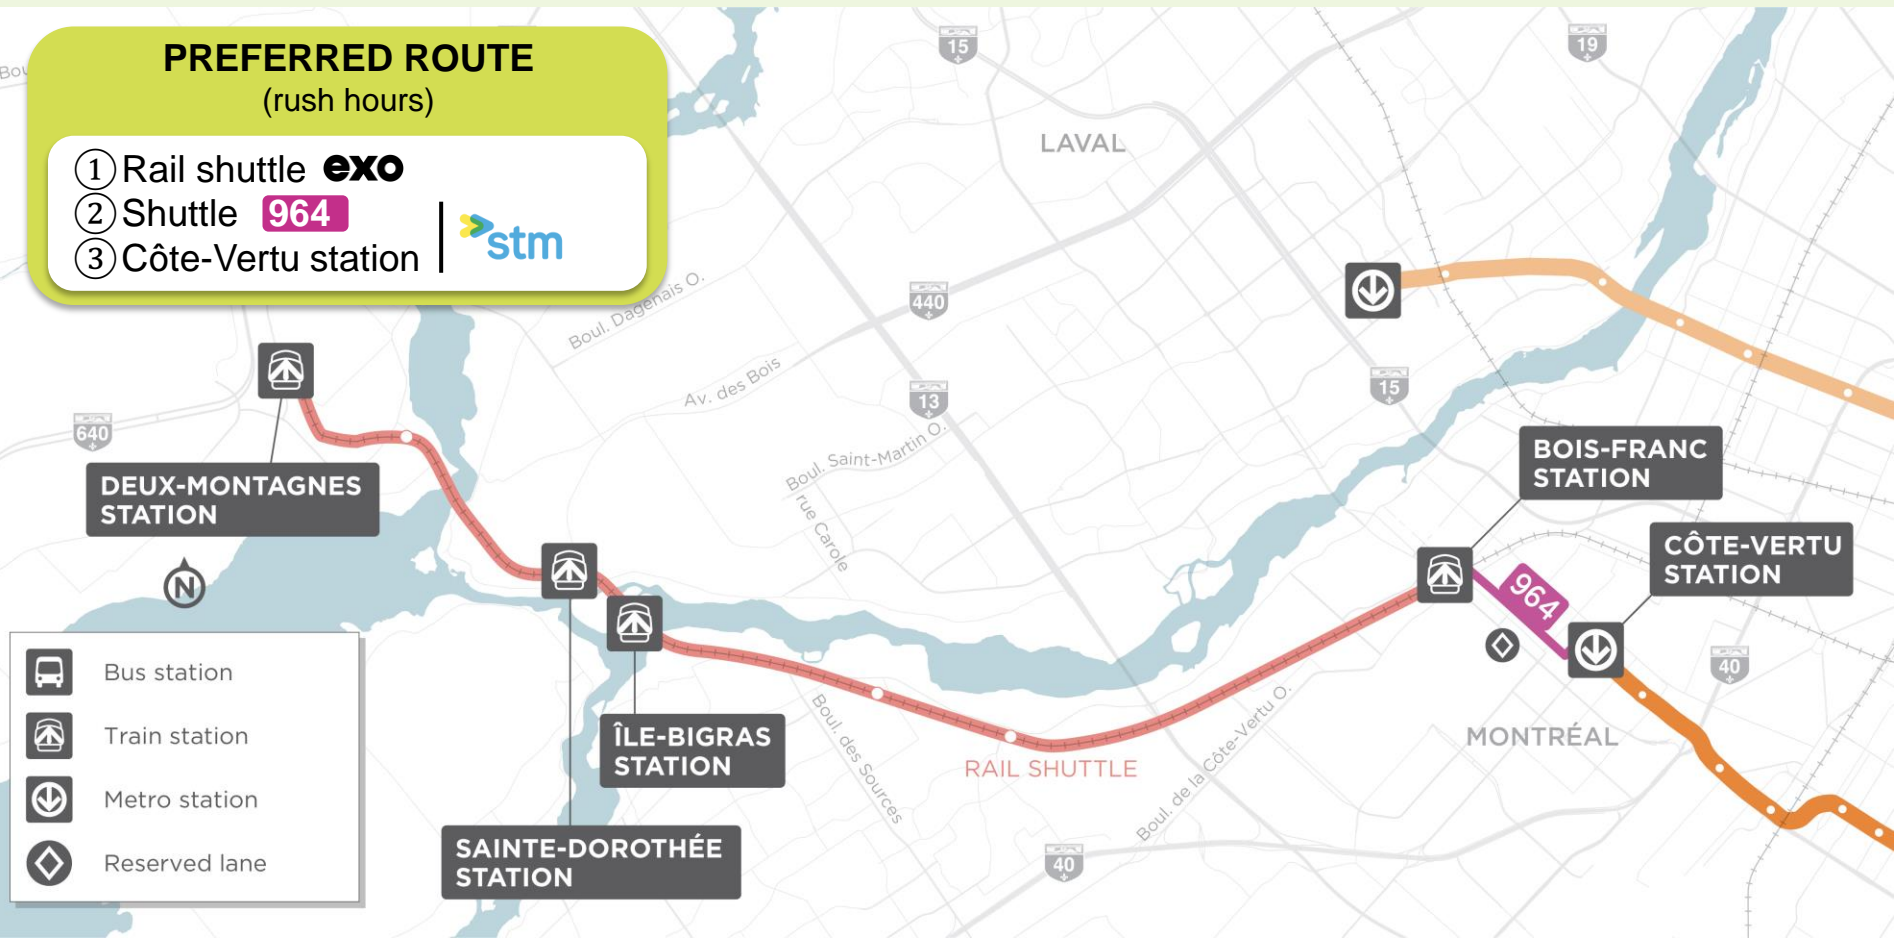 PREFERRED ROUTE
(rush hours)
① Rail shuttle exo
② Shuttle 964
③ Côte-Vertu station
stm
15
19
LAVAL
Boul. Dagenais O.
440
Av. des Bois
13
15
640
Boul. Saint-Martin O.
rue Carole
DEUX-MONTAGNES
STATION
BOIS-FRANC
STATION
CÔTE-VERTU
STATION
964
N
40
Bus station
Train station
Metro station
Reserved lane
ÎLE-BIGRAS
STATION
Boul. des Sources
RAIL SHUTTLE
Boul. de la Côte-Vertu O.
MONTRÉAL
SAINTE-DOROTHÉE
STATION
40